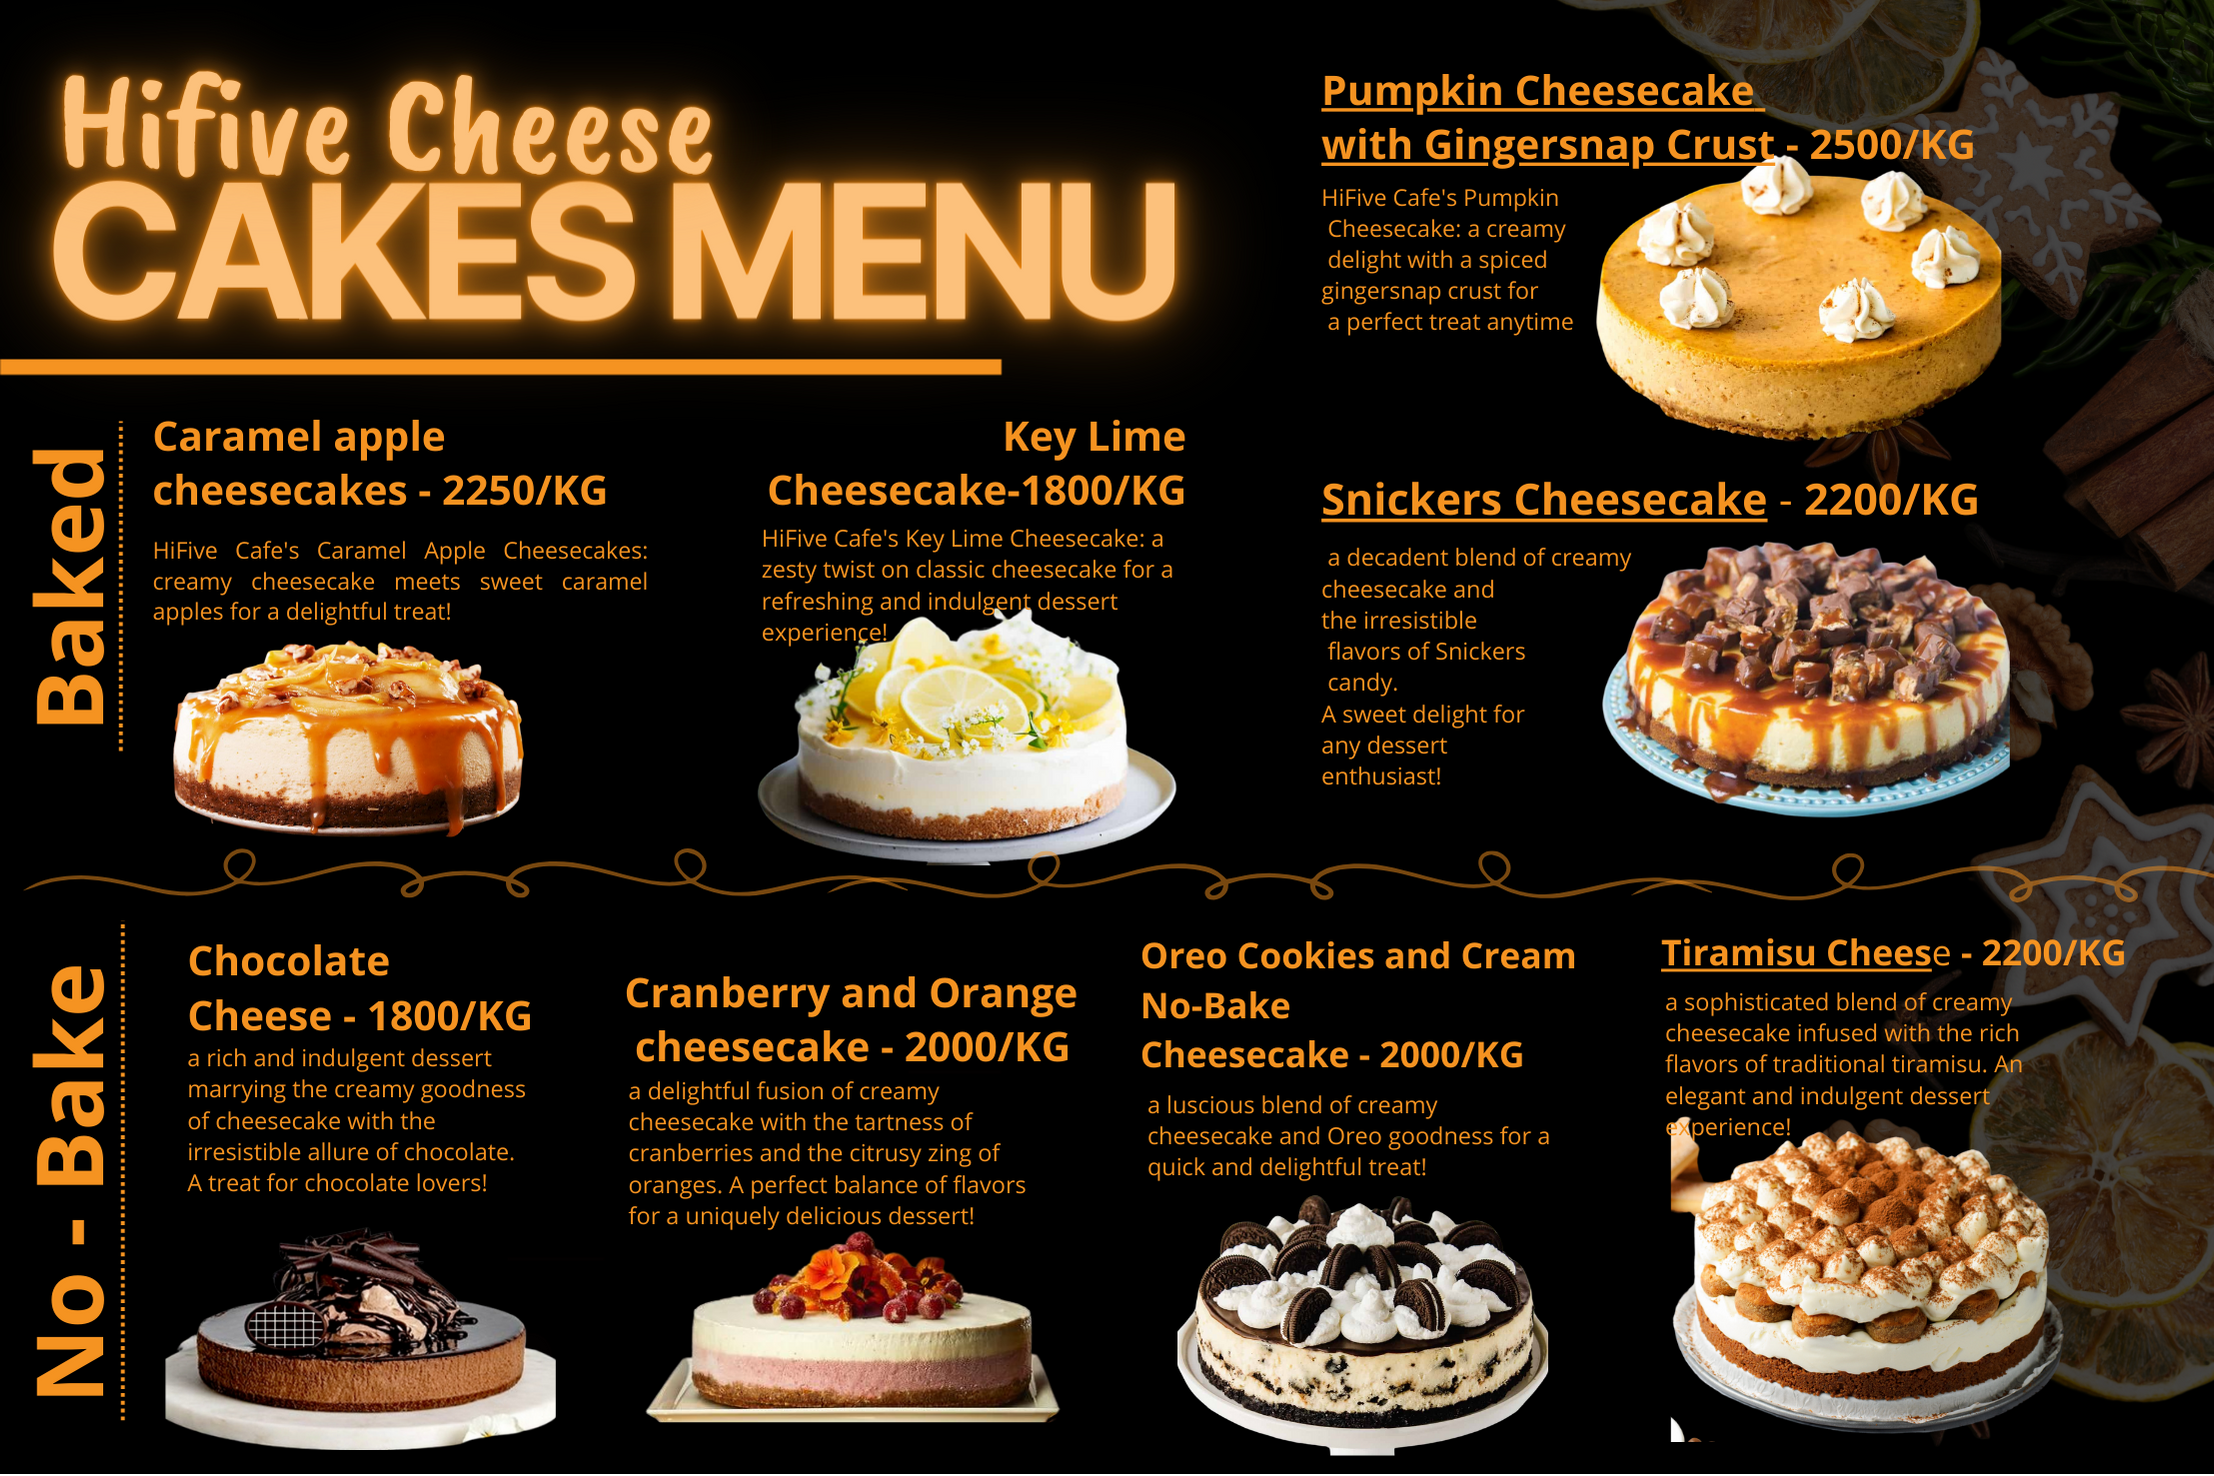 Hifive Cheese
CAKES MENU
Baked
Caramel apple
cheesecakes - 2250/KG
HiFive Cafe's Caramel Apple Cheesecakes:
creamy cheesecake meets sweet caramel
apples for a delightful treat!
Key Lime
Cheesecake-1800/KG
HiFive Cafe's Key Lime Cheesecake: a
zesty twist on classic cheesecake for a
refreshing and indulgent dessert
experience!
Pumpkin Cheesecake
with Gingersnap Crust - 2500/KG
HiFive Cafe's Pumpkin
Cheesecake: a creamy
delight with a spiced
gingersnap crust for
a perfect treat anytime
Snickers Cheesecake - 2200/KG
a decadent blend of creamy
cheesecake and
the irresistible
flavors of Snickers
candy.
A sweet delight for
any dessert
enthusiast!
No - Bake
Chocolate
Cheese - 1800/KG
a rich and indulgent dessert
marrying the creamy goodness
of cheesecake with the
irresistible allure of chocolate.
A treat for chocolate lovers!
Cranberry and Orange
cheesecake - 2000/KG
a delightful fusion of creamy
cheesecake with the tartness of
cranberries and the citrusy zing of
oranges. A perfect balance of flavors
for a uniquely delicious dessert!
Oreo Cookies and Cream
No-Bake
Cheesecake - 2000/KG
a luscious blend of creamy
cheesecake and Oreo goodness for a
quick and delightful treat!
Tiramisu Cheese - 2200/KG
a sophisticated blend of creamy
cheesecake infused with the rich
flavors of traditional tiramisu. An
elegant and indulgent dessert
experience!